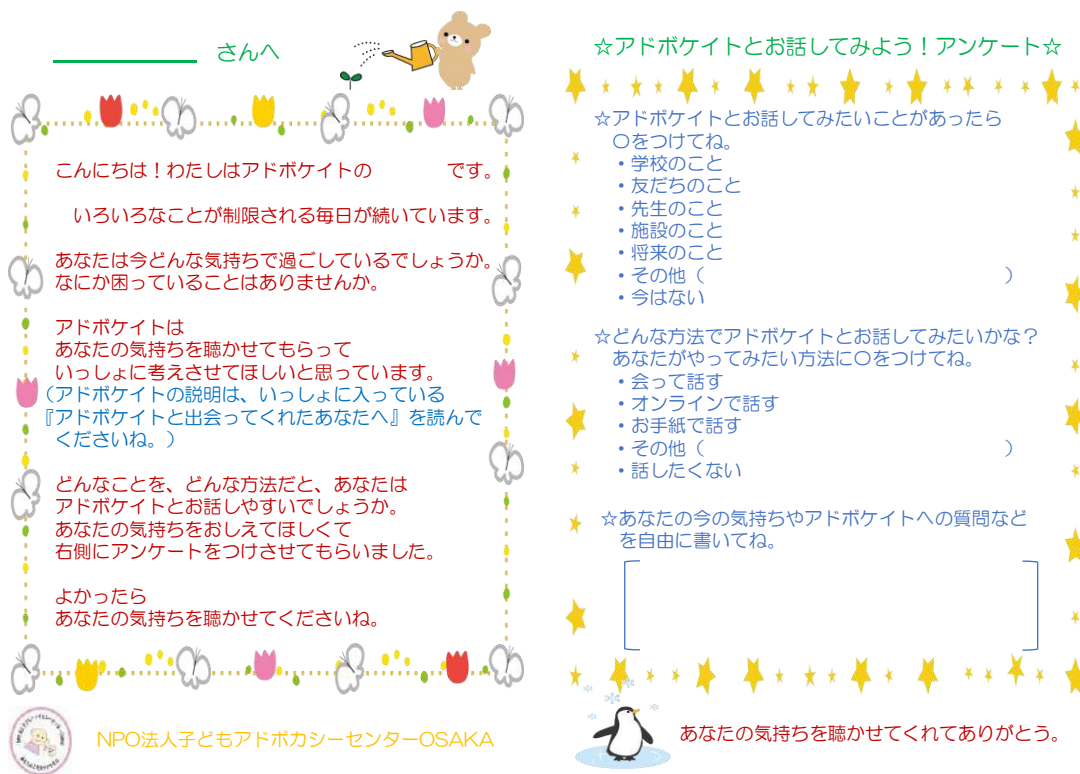 さんへ
こんにちは！わたしはアドボケイトの　　　　です。
いろいろなことが制限される毎日が続いています。
あなたは今どんな気持ちで過ごしているでしょうか。
なにか困っていることはありませんか。
アドボケイトは
あなたの気持ちを聴かせてもらって
いっしょに考えさせてほしいと思っています。
（アドボケイトの説明は、いっしょに入っている
『アドボケイトと出会ってくれたあなたへ』を読んで
くださいね。）
どんなことを、どんな方法だと、あなたは
アドボケイトとお話しやすいでしょうか。
あなたの気持ちをおしえてほしくて
右側にアンケートをつけさせてもらいました。
よかったら
あなたの気持ちを聴かせてくださいね。
NPO法人子どもアドボカシーセンターOSAKA
☆アドボケイトとお話してみよう！アンケート☆
☆アドボケイトとお話してみたいことがあったら
〇をつけてね。
・学校のこと
・友だちのこと
・先生のこと
・施設のこと
・将来のこと
・その他（　　　　　　　　　　　　　　　　）
・今はない
☆どんな方法でアドボケイトとお話してみたいかな？
あなたがやってみたい方法に〇をつけてね。
・会って話す
・オンラインで話す
・お手紙で話す
・その他（　　　　　　　　　　　　　　　　）
・話したくない
☆あなたの今の気持ちやアドボケイトへの質問など
を自由に書いてね。
あなたの気持ちを聴かせてくれてありがとう。